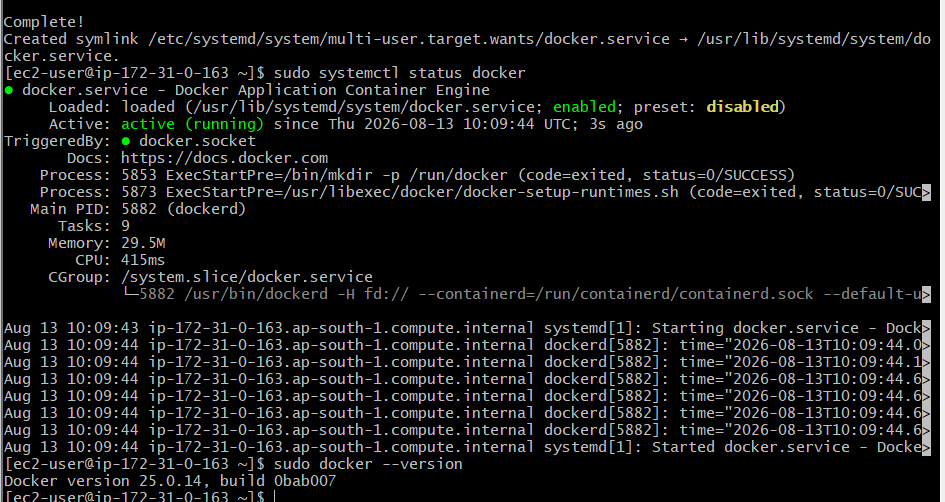 Complete!
Created symlink /etc/systemd/system/multi-user.target.wants/docker.service → /usr/lib/systemd/system/do
cker.service.
[ec2-user@ip-172-31-0-163 ~]$ sudo systemctl status docker
● docker.service - Docker Application Container Engine
     Loaded: loaded (/usr/lib/systemd/system/docker.service; enabled; preset: disabled)
     Active: active (running) since Thu 2026-08-13 10:09:44 UTC; 3s ago
TriggeredBy: ● docker.socket
       Docs: https://docs.docker.com
    Process: 5853 ExecStartPre=/bin/mkdir -p /run/docker (code=exited, status=0/SUCCESS)
    Process: 5873 ExecStartPre=/usr/libexec/docker/docker-setup-runtimes.sh (code=exited, status=0/SUC>
   Main PID: 5882 (dockerd)
      Tasks: 9
     Memory: 29.5M
        CPU: 415ms
     CGroup: /system.slice/docker.service
             └─5882 /usr/bin/dockerd -H fd:// --containerd=/run/containerd/containerd.sock --default-u>
Aug 13 10:09:43 ip-172-31-0-163.ap-south-1.compute.internal systemd[1]: Starting docker.service - Dock>
Aug 13 10:09:44 ip-172-31-0-163.ap-south-1.compute.internal dockerd[5882]: time="2026-08-13T10:09:44.0>
Aug 13 10:09:44 ip-172-31-0-163.ap-south-1.compute.internal dockerd[5882]: time="2026-08-13T10:09:44.1>
Aug 13 10:09:44 ip-172-31-0-163.ap-south-1.compute.internal dockerd[5882]: time="2026-08-13T10:09:44.6>
Aug 13 10:09:44 ip-172-31-0-163.ap-south-1.compute.internal dockerd[5882]: time="2026-08-13T10:09:44.6>
Aug 13 10:09:44 ip-172-31-0-163.ap-south-1.compute.internal dockerd[5882]: time="2026-08-13T10:09:44.6>
Aug 13 10:09:44 ip-172-31-0-163.ap-south-1.compute.internal dockerd[5882]: time="2026-08-13T10:09:44.6>
Aug 13 10:09:44 ip-172-31-0-163.ap-south-1.compute.internal systemd[1]: Started docker.service - Docke>
[ec2-user@ip-172-31-0-163 ~]$ sudo docker --version
Docker version 25.0.14, build 0bab007
[ec2-user@ip-172-31-0-163 ~]$